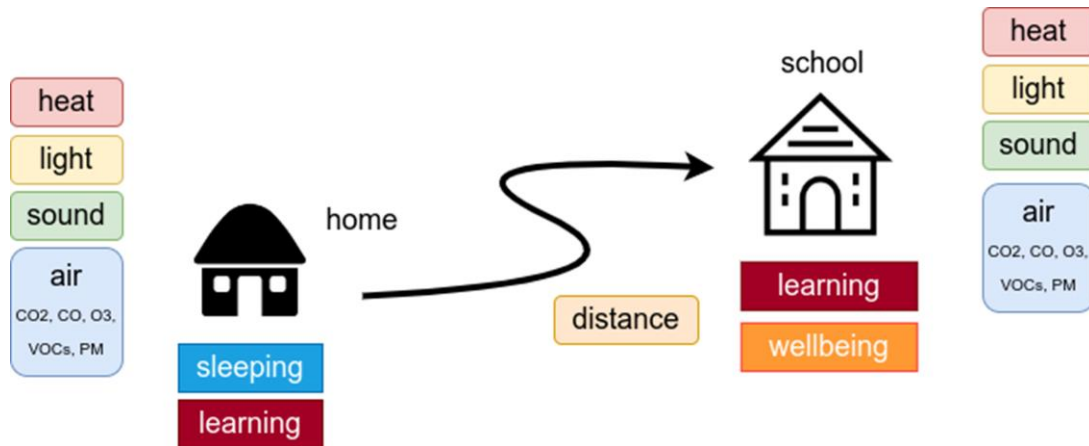 heat
light
sound
air
CO2, CO, O3,
VOCs, PM
home
sleeping
learning
distance
school
learning
wellbeing
heat
light
sound
air
CO2, CO, O3,
VOCs, PM